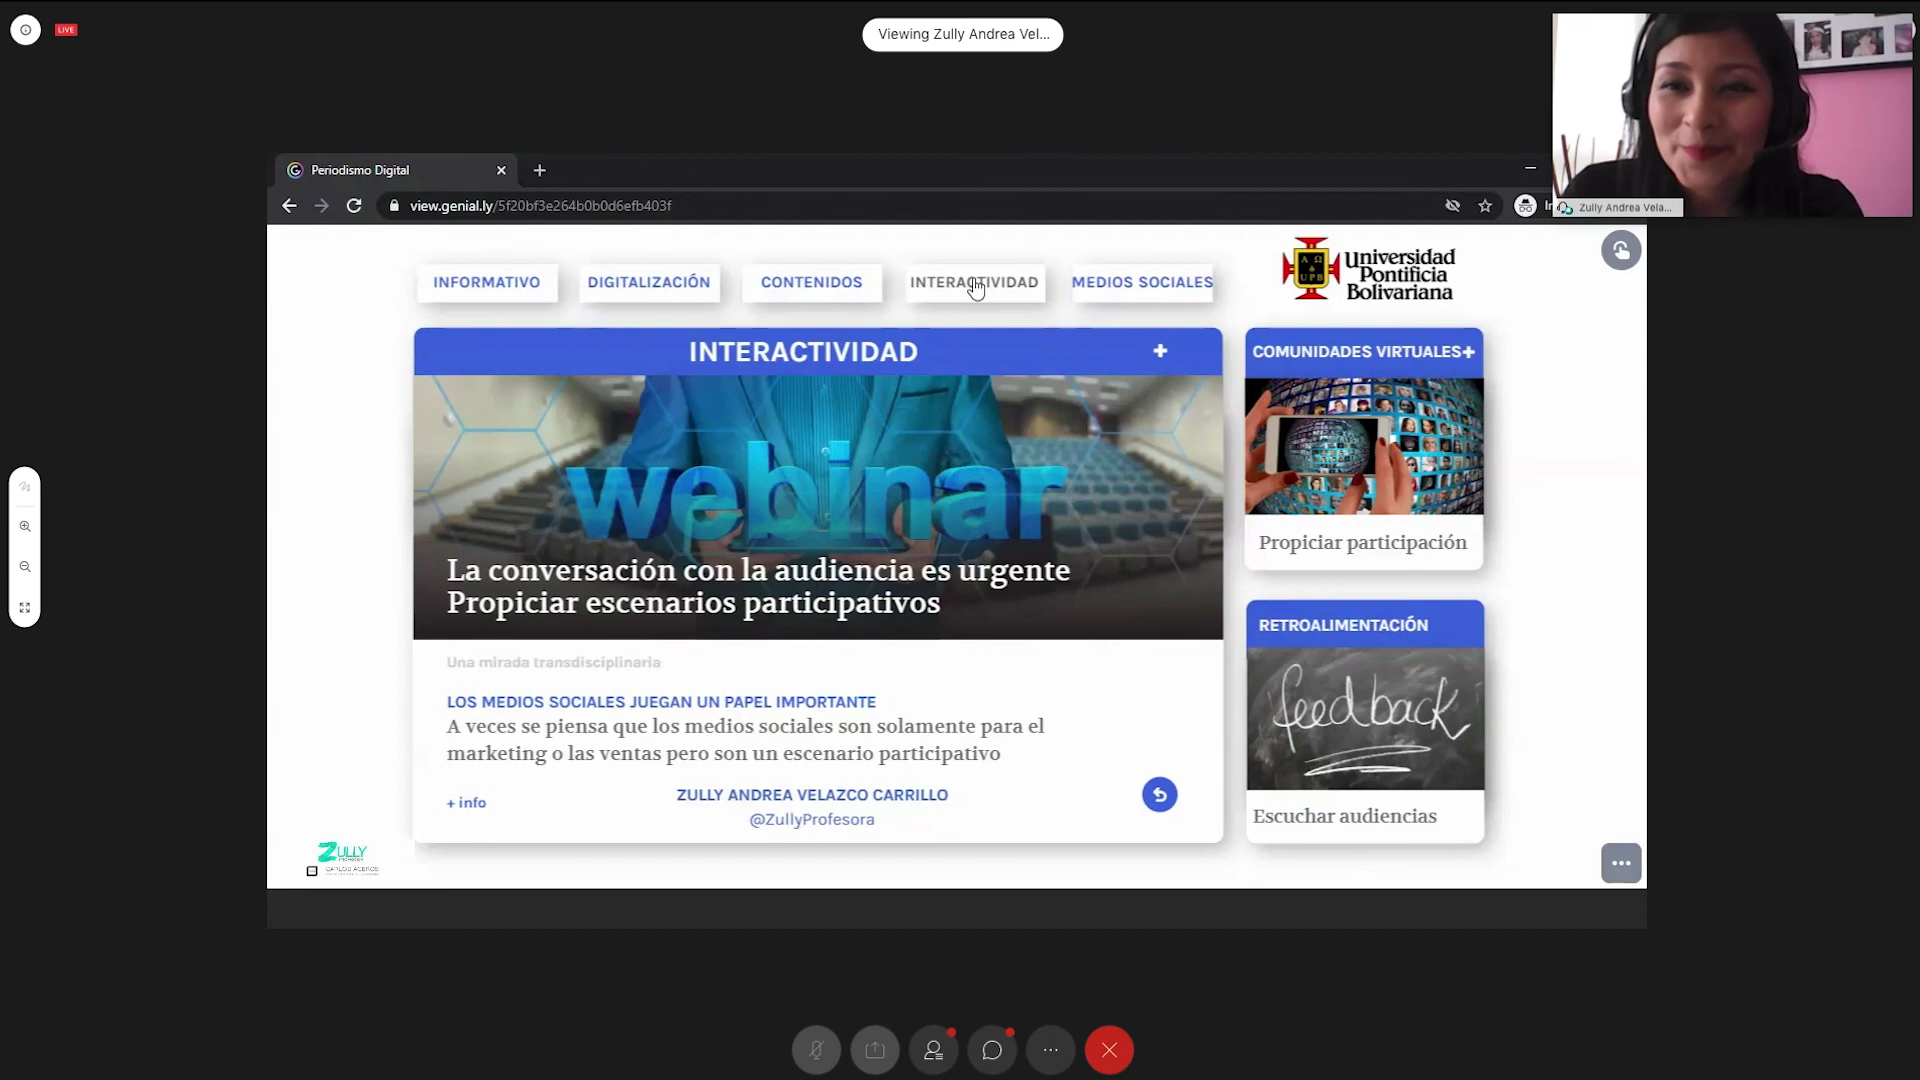 LIVE
Viewing Zully Andrea Vel...
Zully Andrea Vela...
Periodismo Digital
view.genial.ly/5f20bf3e264b0b0d6efb403f
INFORMATIVO
DIGITALIZACIÓN
CONTENIDOS
INTERACTIVIDAD
MEDIOS SOCIALES
Universidad
Pontificia
Bolivariana
INTERACTIVIDAD +
webinar
La conversación con la audiencia es urgente
Propiciar escenarios participativos
Una mirada transdisciplinaria
LOS MEDIOS SOCIALES JUEGAN UN PAPEL IMPORTANTE
A veces se piensa que los medios sociales son solamente para el
marketing o las ventas pero son un escenario participativo
+ info
ZULLY ANDREA VELAZCO CARRILLO
@ZullyProfesora
COMUNIDADES VIRTUALES+
Propiciar participación
RETROALIMENTACIÓN
feedback
Escuchar audiencias
ZULLY
CARLOS ACEROS